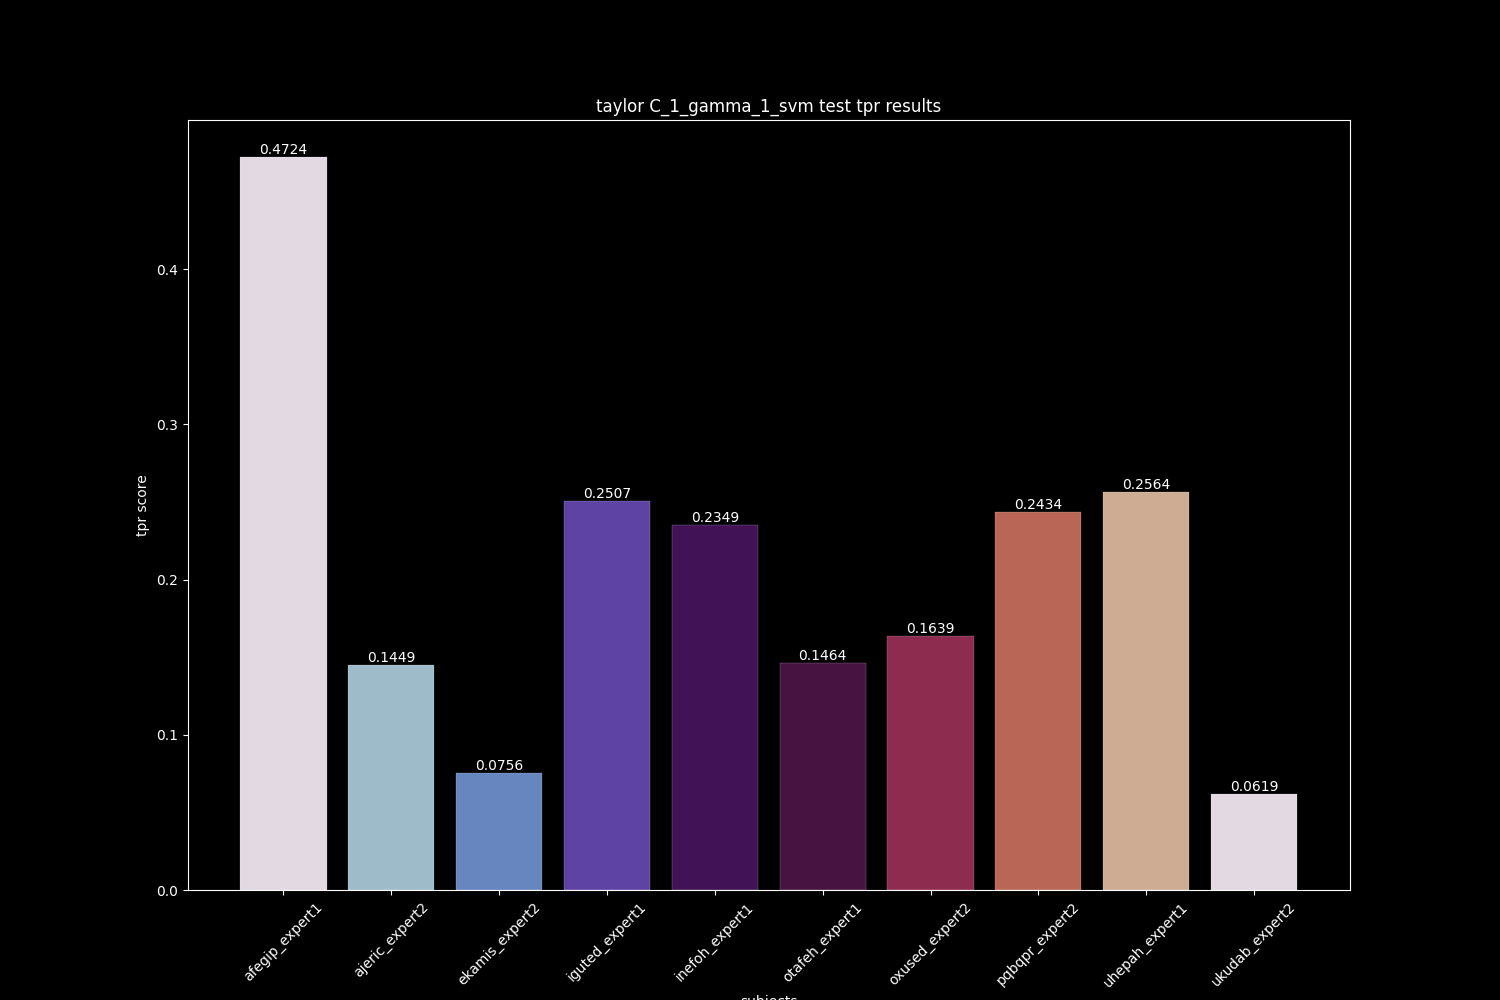 taylor C_1_gamma_1_svm test tpr results
0.4724
0.1449
0.0756
0.2507
0.2349
0.1464
0.1639
0.2434
0.2564
0.0619
tpr score
0.4
0.3
0.2
0.1
0.0
afegip_expert1
ajeric_expert2
ekamis_expert2
iguted_expert1
inefoh_expert1
otafeh_expert1
oxused_expert2
pqbqpr_expert2
uhepah_expert1
ukudab_expert2
subjects